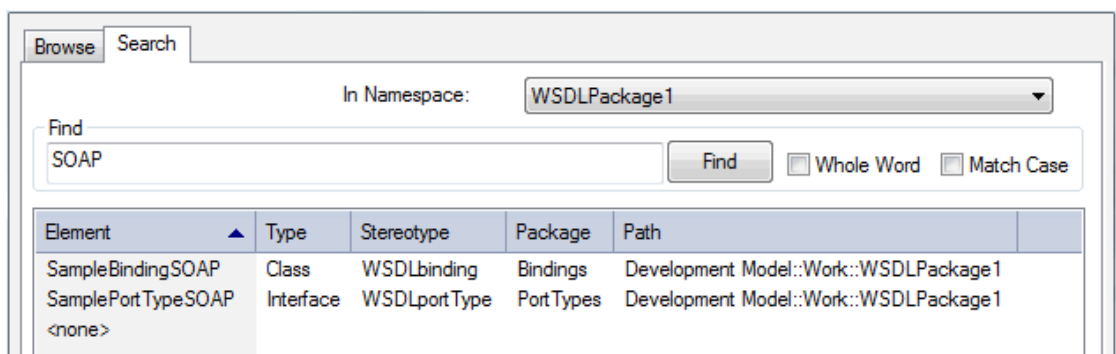 Browse Search
In Namespace: WSDLPackage1
Find
SOAP Find Whole Word Match Case
Element Type Stereotype Package Path
SampleBindingSOAP Class WSDLbinding Bindings Development Model::Work::WSDLPackage1
SamplePortTypeSOAP Interface WSDLportType PortTypes Development Model::Work::WSDLPackage1
<none>